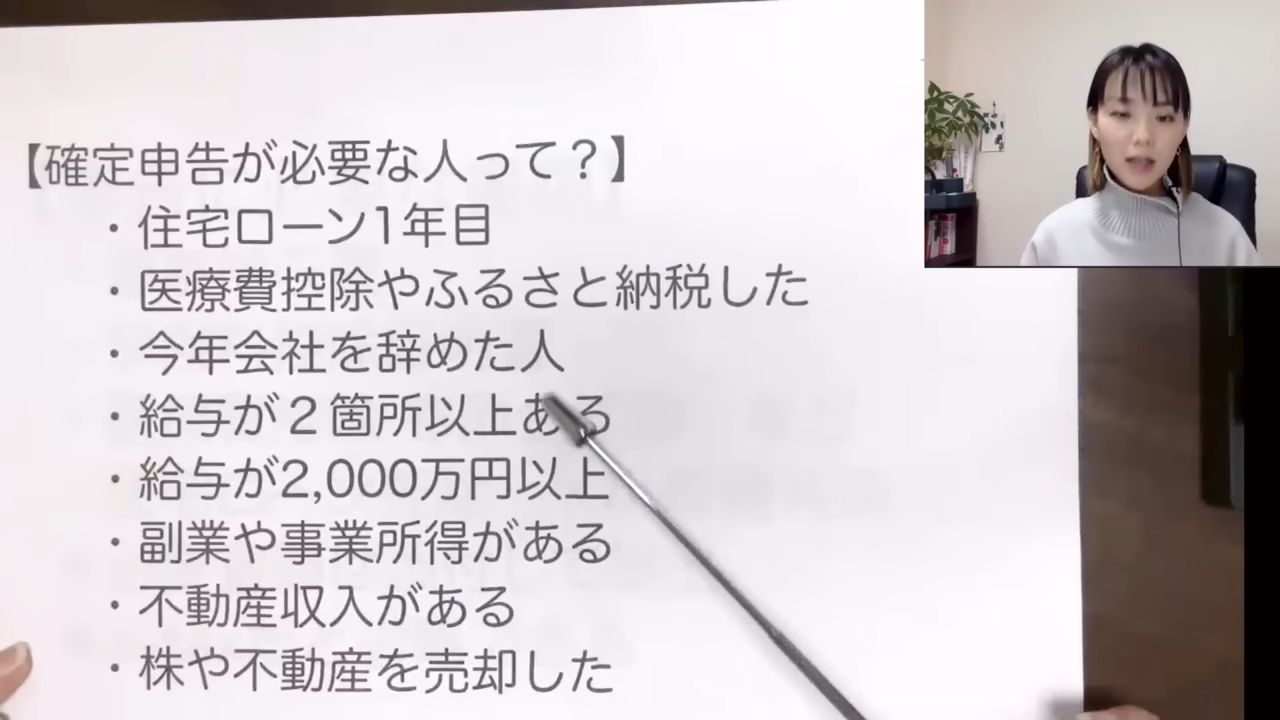 【確定申告が必要な人って？】
・住宅ローン1年目
・医療費控除やふるさと納税した
・今年会社を辞めた人
・給与が２箇所以上ある
・給与が2,000万円以上
・副業や事業所得がある
・不動産収入がある
・株や不動産を売却した